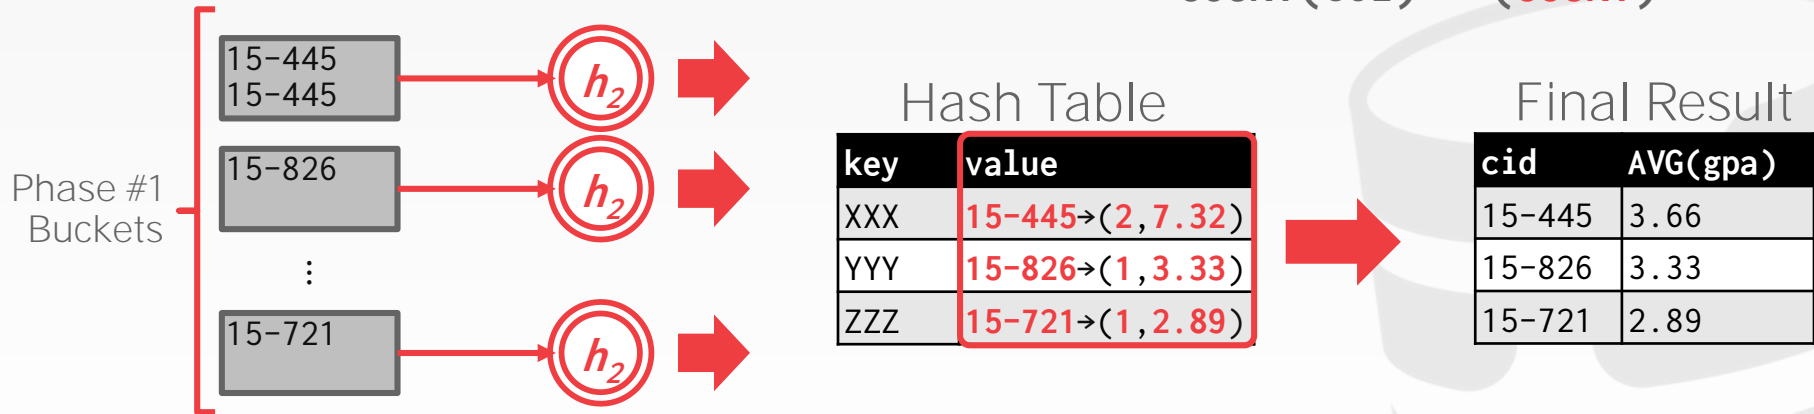 Phase #1
Buckets
15-445
15-445
15-826
⋮
15-721
h2
h2
h2
Hash Table
key value
XXX 15-445→(2,7.32)
YYY 15-826→(1,3.33)
ZZZ 15-721→(1,2.89)
Final Result
cid AVG(gpa)
15-445 3.66
15-826 3.33
15-721 2.89